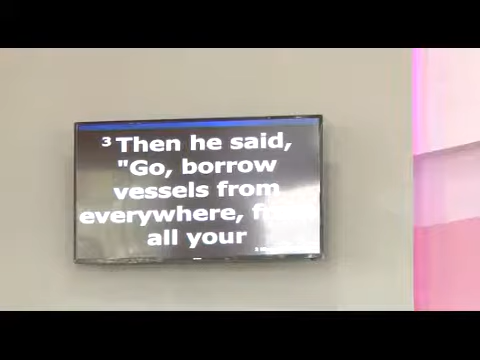 3 Then he said,
"Go, borrow
vessels from
everywhere,
all your